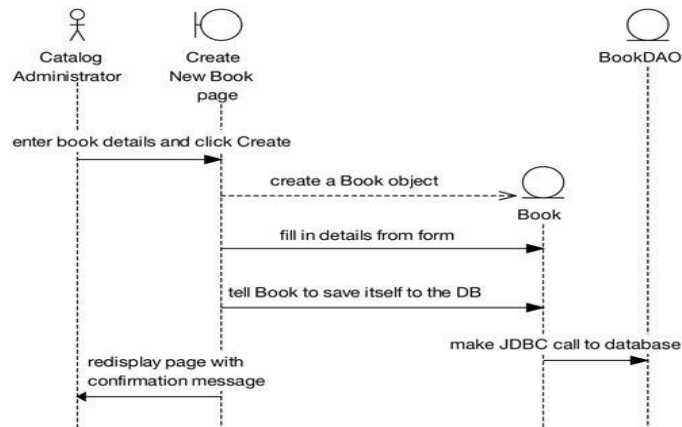 Catalog
Administrator
Create
New Book
page
BookDAO
enter book details and click Create
create a Book object
Book
fill in details from form
tell Book to save itself to the DB
make JDBC call to database
redisplay page with
confirmation message